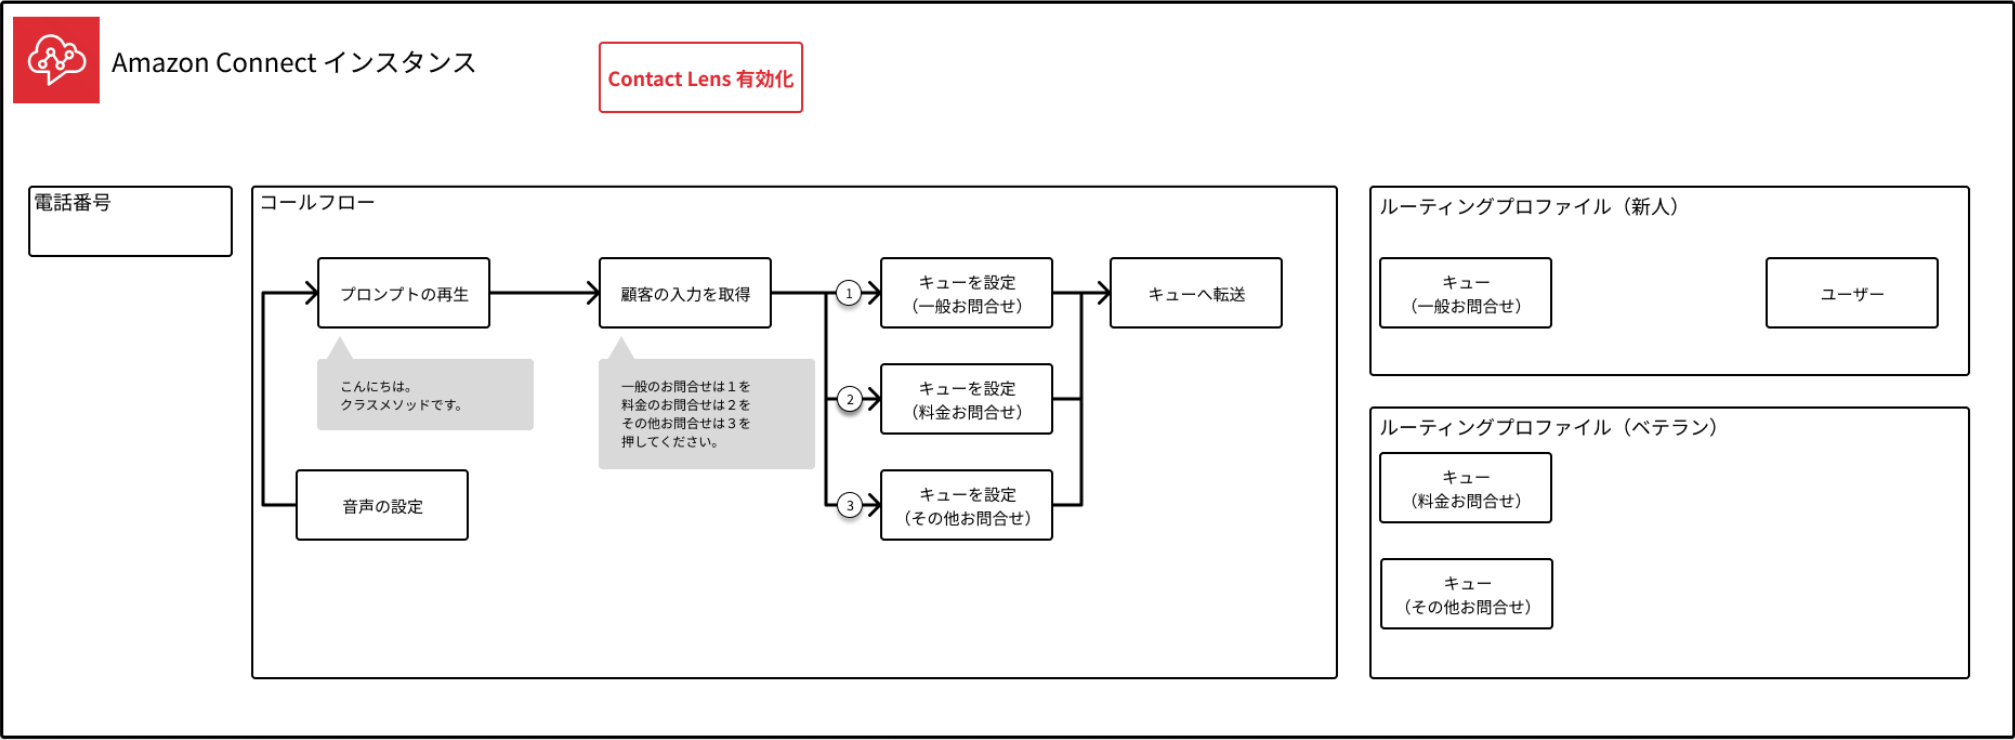 Amazon Connect インスタンス
Contact Lens 有効化
電話番号
コールフロー
プロンプトの再生
こんにちは。
クラスメソッドです。
音声の設定
顧客の入力を取得
一般のお問合せは１を
料金のお問合せは２を
その他お問合せは３を
押してください。
1
キューを設定
（一般お問合せ）
2
キューを設定
（料金お問合せ）
3
キューを設定
（その他お問合せ）
キューへ転送
ルーティングプロファイル（新人）
キュー
（一般お問合せ）
ユーザー
ルーティングプロファイル（ベテラン）
キュー
（料金お問合せ）
キュー
（その他お問合せ）